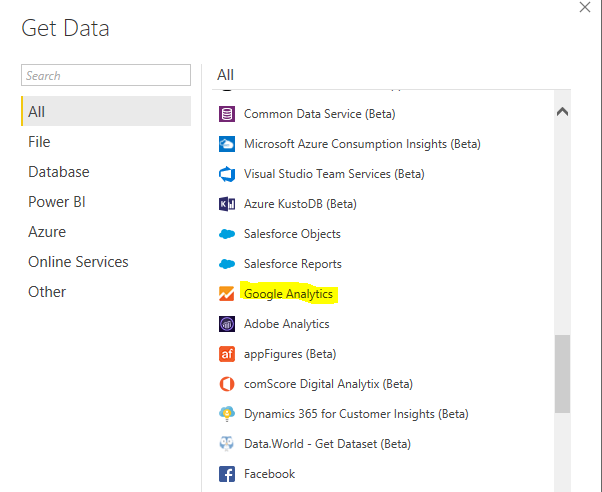 Get Data
Search
All
File
Database
Power BI
Azure
Online Services
Other
All
Common Data Service (Beta)
Microsoft Azure Consumption Insights (Beta)
Visual Studio Team Services (Beta)
Azure KustoDB (Beta)
Salesforce Objects
Salesforce Reports
Google Analytics
Adobe Analytics
af appFigures (Beta)
comScore Digital Analytix (Beta)
Dynamics 365 for Customer Insights (Beta)
Data.World - Get Dataset (Beta)
Facebook